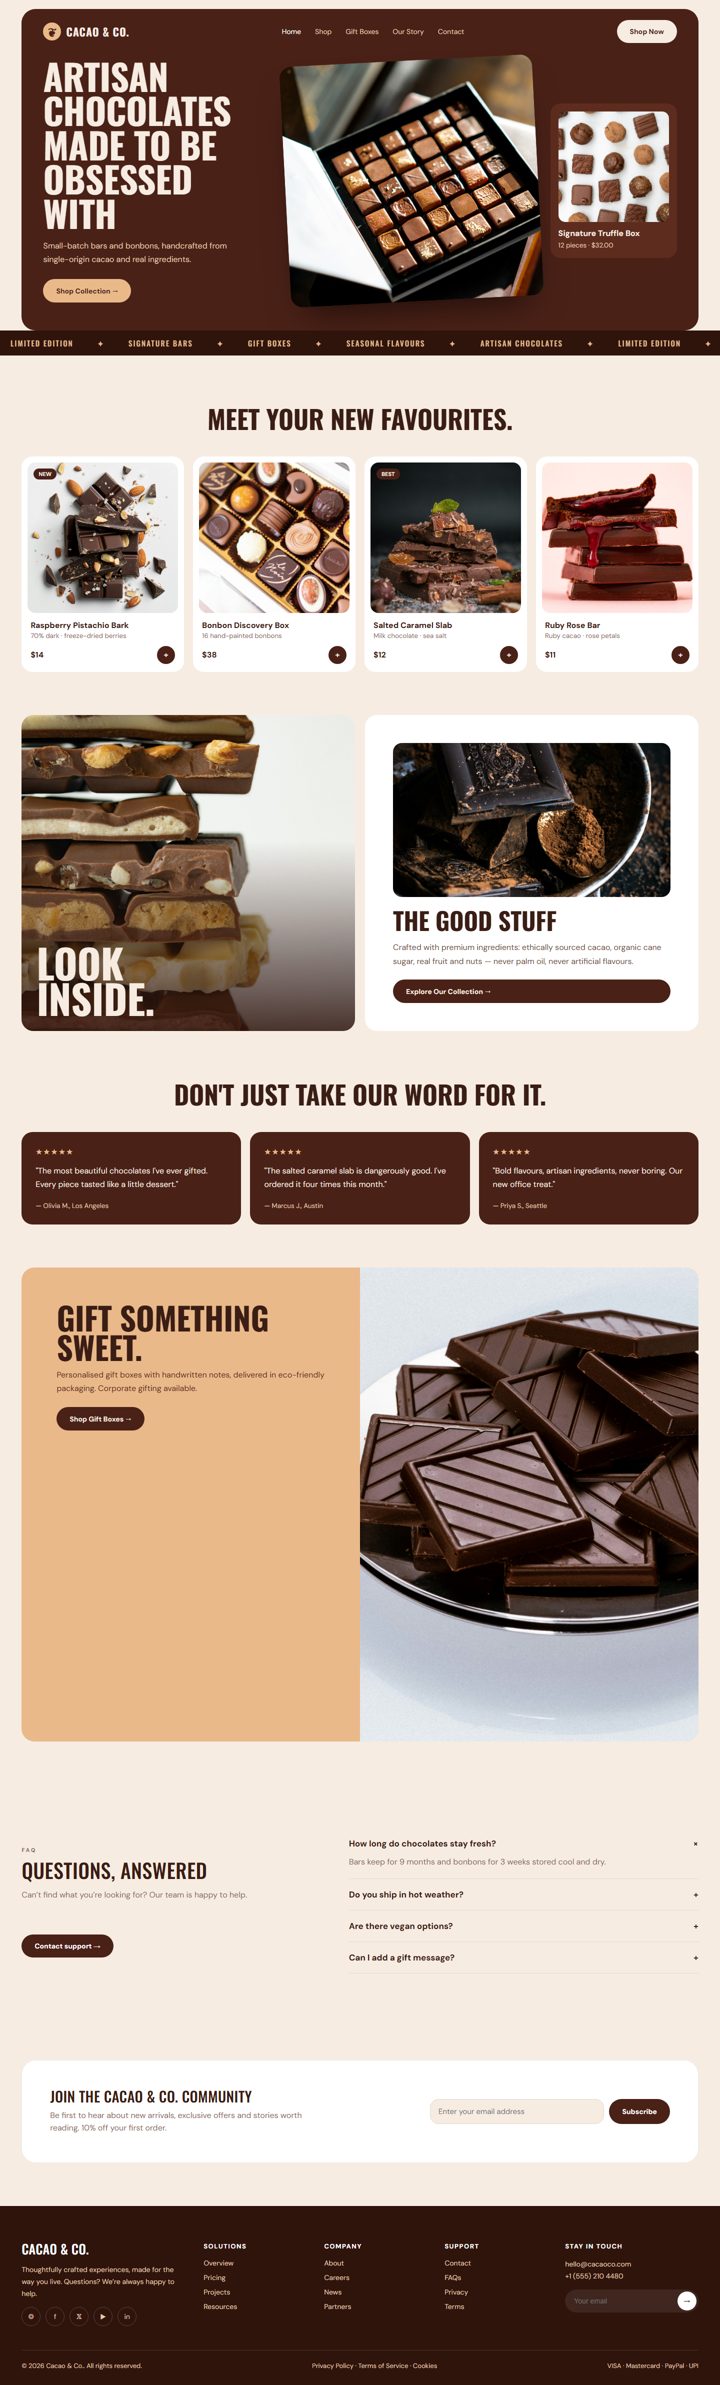 CACAO & CO.
Home Shop Gift Boxes Our Story Contact
Shop Now
ARTISAN
CHOCOLATES
MADE TO BE
OBSESSED
WITH
Small-batch bars and bonbons, handcrafted from
single-origin cacao and real ingredients.
Shop Collection →
Signature Truffle Box
12 pieces · $32.00
LIMITED EDITION ✦ SIGNATURE BARS ✦ GIFT BOXES ✦ SEASONAL FLAVOURS ✦ ARTISAN CHOCOLATES ✦ LIMITED EDITION ✦
MEET YOUR NEW FAVOURITES.
NEW
Raspberry Pistachio Bark
70% dark · freeze-dried berries
$14
+
Bonbon Discovery Box
16 hand-painted bonbons
$38
+
BEST
Salted Caramel Slab
Milk chocolate · sea salt
$12
+
Ruby Rose Bar
Ruby cacao · rose petals
$11
+
LOOK
INSIDE.
THE GOOD STUFF
Crafted with premium ingredients: ethically sourced cacao, organic cane
sugar, real fruit and nuts — never palm oil, never artificial flavours.
Explore Our Collection →
DON'T JUST TAKE OUR WORD FOR IT.
★★★★★
"The most beautiful chocolates I've ever gifted.
Every piece tasted like a little dessert."
— Olivia M., Los Angeles
★★★★★
"The salted caramel slab is dangerously good. I've
ordered it four times this month."
— Marcus J., Austin
★★★★★
"Bold flavours, artisan ingredients, never boring. Our
new office treat."
— Priya S., Seattle
GIFT SOMETHING
SWEET.
Personalised gift boxes with handwritten notes, delivered in eco-friendly
packaging. Corporate gifting available.
Shop Gift Boxes →
FAQ
QUESTIONS, ANSWERED
Can't find what you're looking for? Our team is happy to help.
Contact support →
How long do chocolates stay fresh? ×
Bars keep for 9 months and bonbons for 3 weeks stored cool and dry.
Do you ship in hot weather? +
Are there vegan options? +
Can I add a gift message? +
JOIN THE CACAO & CO. COMMUNITY
Be first to hear about new arrivals, exclusive offers and stories worth
reading. 10% off your first order.
Enter your email address
Subscribe
CACAO & CO.
Thoughtfully crafted experiences, made for the
way you live. Questions? We're always happy to
help.
f 𝕏 ▶ in
SOLUTIONS
Overview
Pricing
Projects
Resources
COMPANY
About
Careers
News
Partners
SUPPORT
Contact
FAQs
Privacy
Terms
STAY IN TOUCH
hello@cacaoco.com
+1 (555) 210 4480
Your email →
© 2026 Cacao & Co.. All rights reserved.
Privacy Policy · Terms of Service · Cookies
VISA · Mastercard · PayPal · UPI